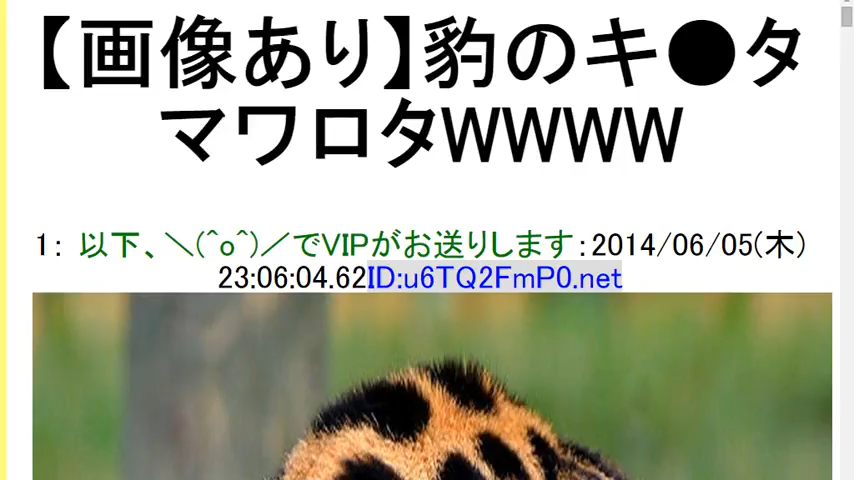 【画像あり】豹のキ●タ
マワロタWWWW
1: 以下、＼(^o^)／でVIPがお送りします:2014/06/05(木)
23:06:04.62ID:u6TQ2FmP0.net